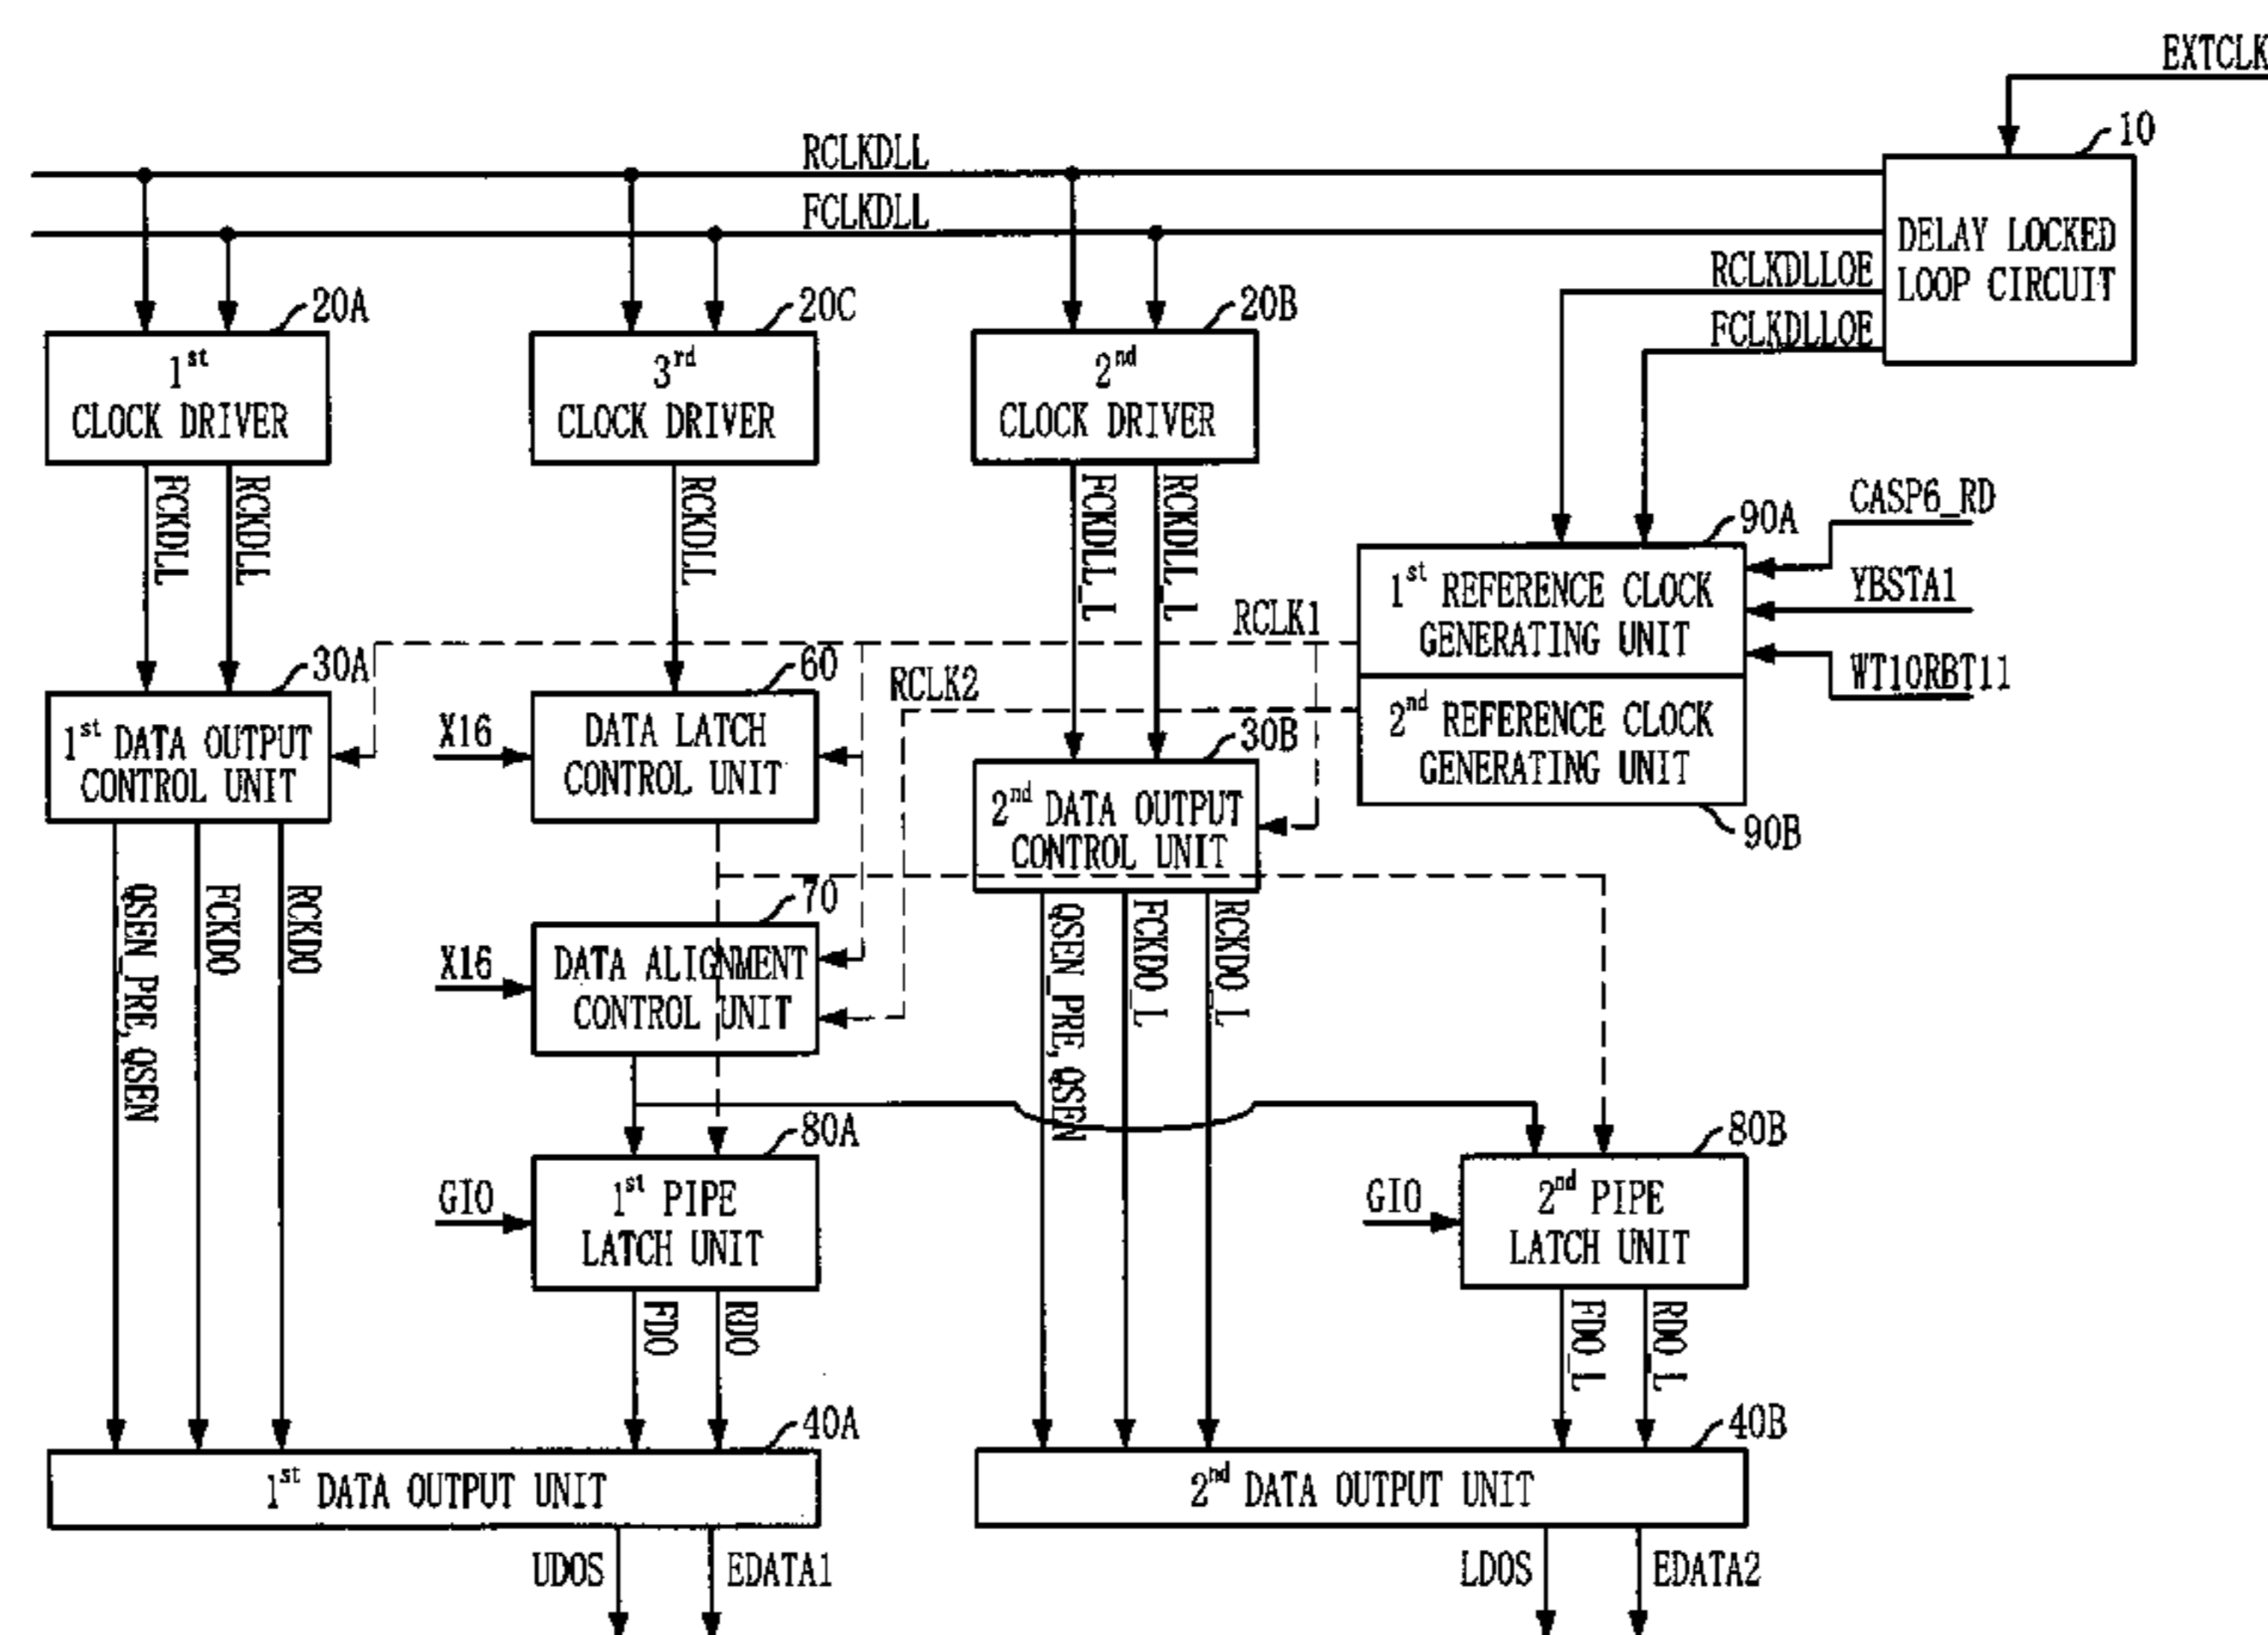 EXTCLK
10
RCLKDLL
FCLKDLL
DELAY LOCKED
LOOP CIRCUIT
RCLKDLLOE
FCLKDLLOE
20A
20C
20B
1st
CLOCK DRIVER
3rd
CLOCK DRIVER
2nd
CLOCK DRIVER
FCKDLL
RCKDLL
RCKDLL
FCKDLL_L
RCKDLL_L
CASP6_RD
90A
YBSTA1
1st REFERENCE CLOCK
GENERATING UNIT
WT10RBT11
RCLK1
RCLK2
2nd REFERENCE CLOCK
GENERATING UNIT
90B
30A
60
30B
1st DATA OUTPUT
CONTROL UNIT
X16
DATA LATCH
CONTROL UNIT
2nd DATA OUTPUT
CONTROL UNIT
QSEN_PRE, QSEN
FCKDO
RCKDO
70
X16
DATA ALIGNMENT
CONTROL UNIT
QSEN_PRE, QSEN
FCKDO_L
RCKDO_L
80A
80B
GIO
1st PIPE
LATCH UNIT
GIO
2nd PIPE
LATCH UNIT
FDO
RDO
FDO_L
RDO_L
40A
40B
1st DATA OUTPUT UNIT
2nd DATA OUTPUT UNIT
UDOS
EDATA1
LDOS
EDATA2